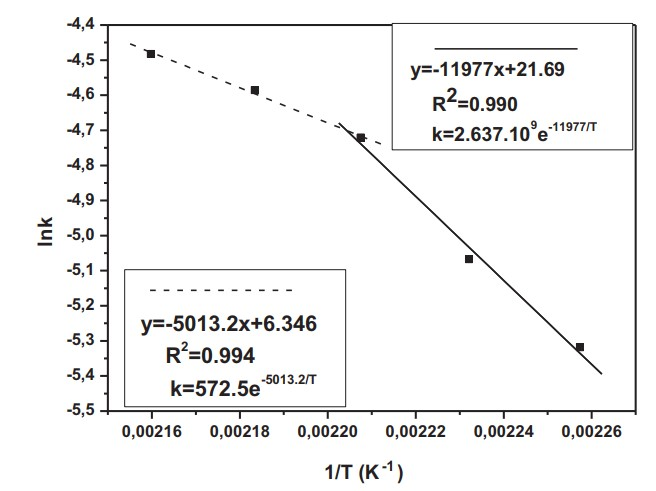 -4,4
-4,5
-4,6
-4,7
-4,8
-4,9
-5,0
-5,1
-5,2
-5,3
-5,4
-5,5
lnk
y=-11977x+21.69
R²=0.990
k=2.637.10⁹e⁻¹¹⁹⁷⁷/ᵀ
y=-5013.2x+6.346
R²=0.994
k=572.5e^-5013.2/T
0,00216 0,00218 0,00220 0,00222 0,00224 0,00226
1/T (K⁻¹)